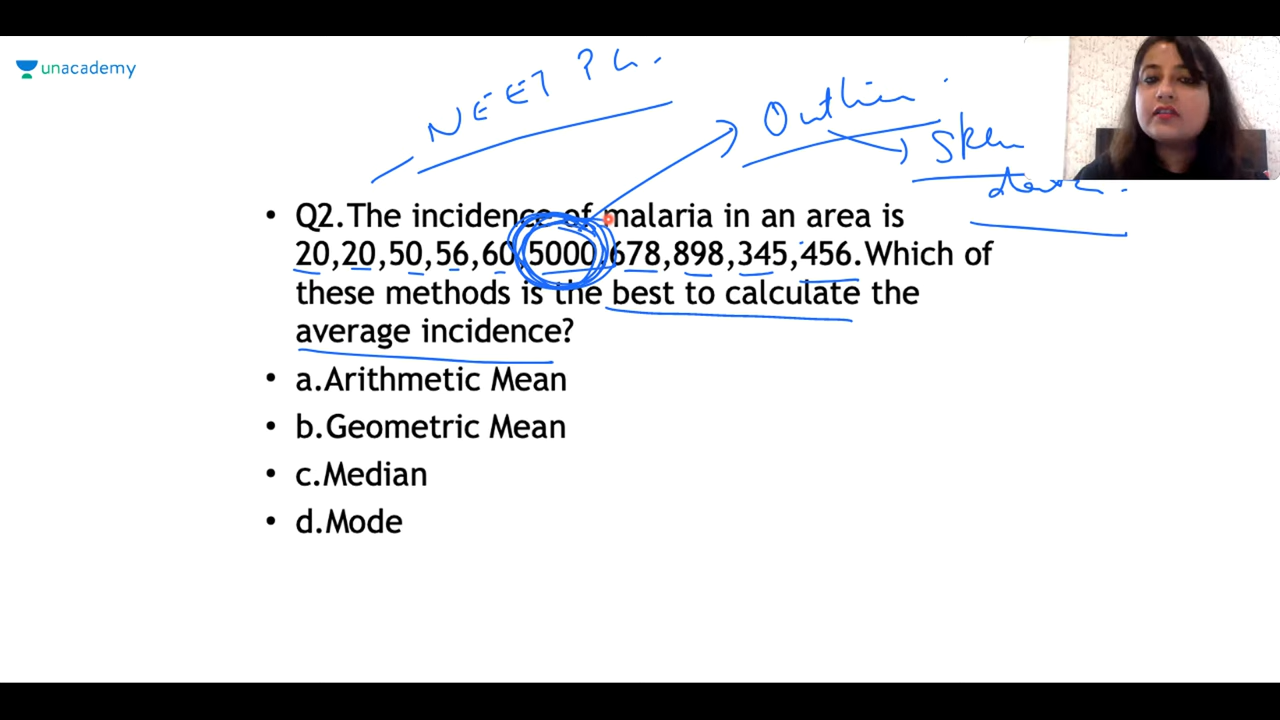 unacademy
NEET PG.
Outlier
Skew
• Q2.The incidence of malaria in an area is
20,20,50,56,60,5000,678,898,345,456.Which of
these methods is the best to calculate the
average incidence?
• a.Arithmetic Mean
• b.Geometric Mean
• c.Median
• d.Mode